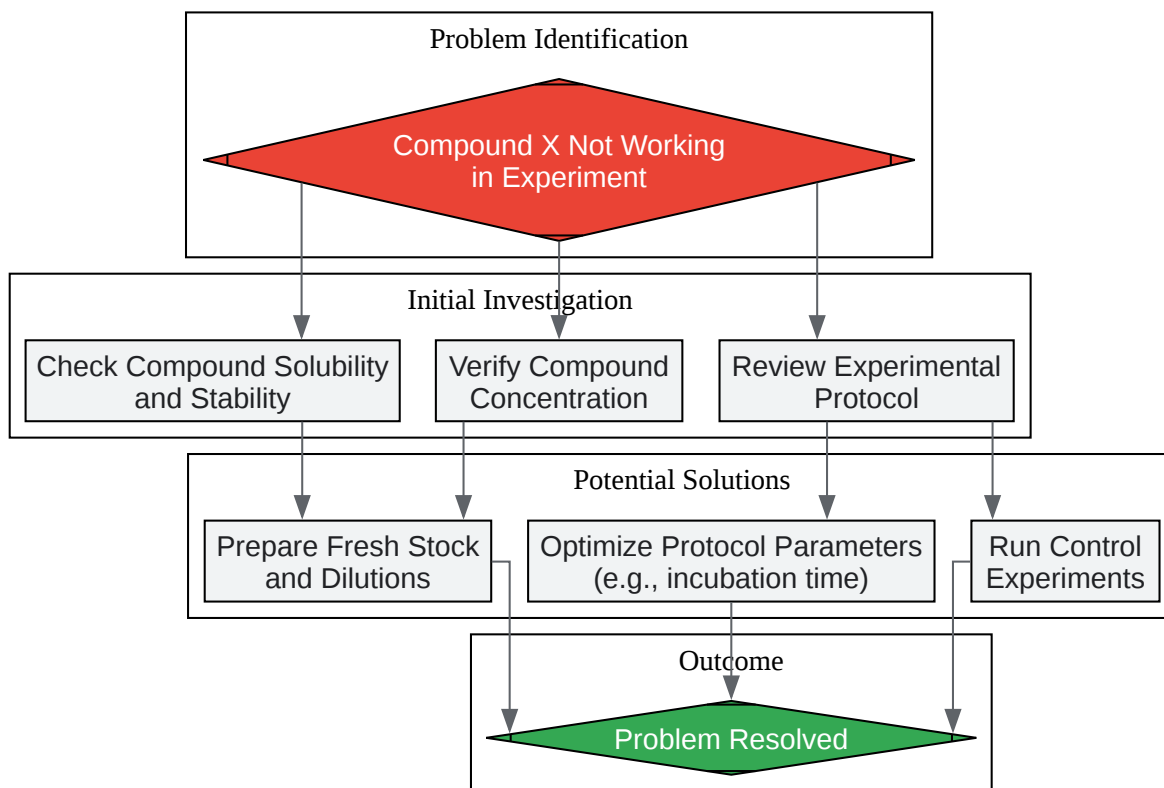 Problem Identification
Compound X Not Working
in Experiment
Initial Investigation
Check Compound Solubility
and Stability
Verify Compound
Concentration
Review Experimental
Protocol
Potential Solutions
Prepare Fresh Stock
and Dilutions
Optimize Protocol Parameters
(e.g., incubation time)
Run Control
Experiments
Outcome
Problem Resolved